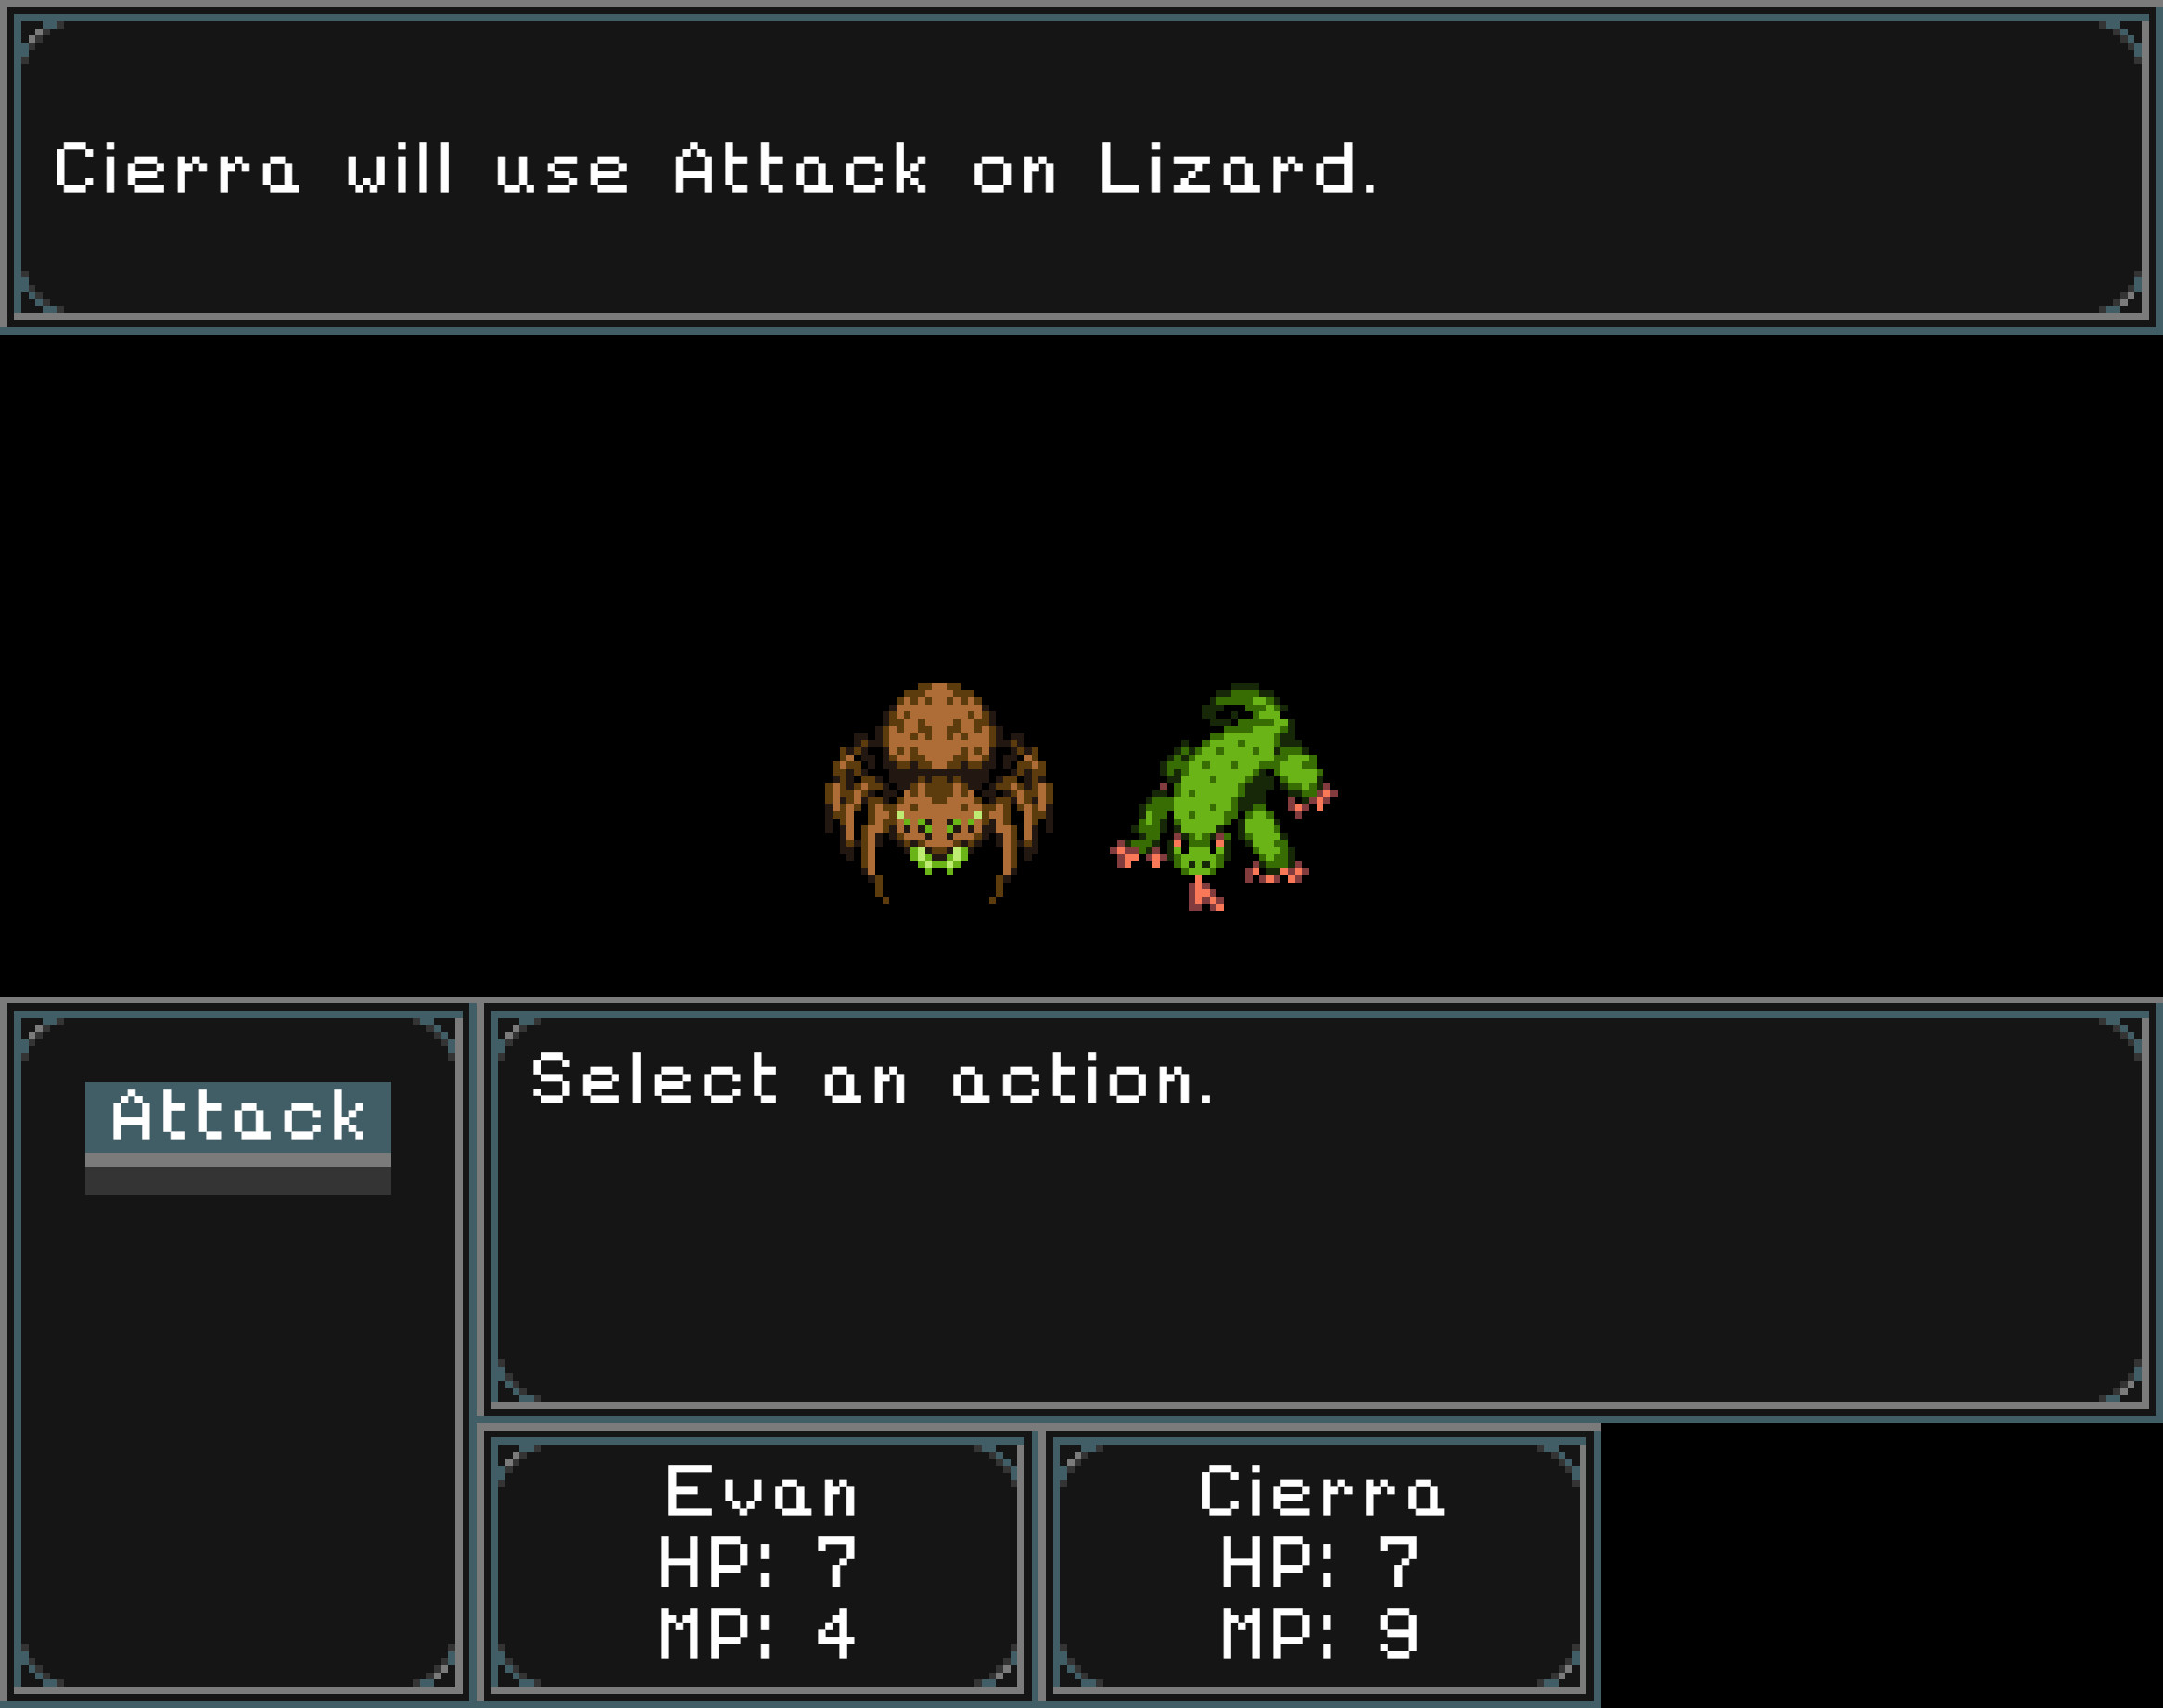 Cierra will use Attack on Lizard.
Attack
Select an action.
Evan
HP: 7
MP: 4
Cierra
HP: 7
MP: 9